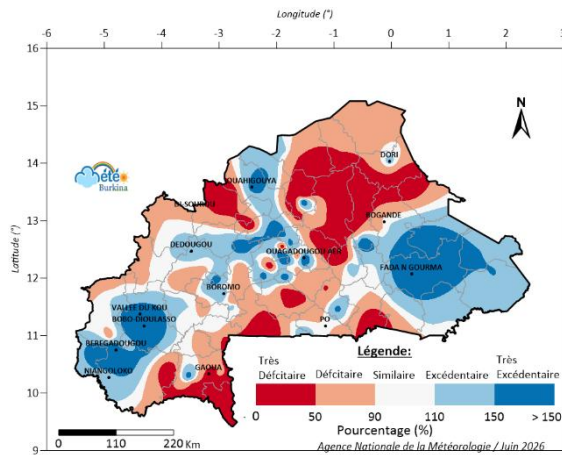 Longitude (°)
-6 -5 -4 -3 -2 -1 0 1 2 3
16
15
14
13
12
11
10
9
Latitude (°)
N
Météo
Burkina
DORI
OUAHIGOUYA
DI-SOUROU
BOGANDE
DEDOUGOU
OUAGADOUGOU-AER
FADA N GOURMA
BOROMO
VALLEE DU KOU
BOBO-DIOULASSO
PO
BEREGADOUGOU
NIANGOLOKO
GAOUA
Légende:
Très Très
Défcitaire Défcitaire Similaire Excédentaire Excédentaire
0 50 90 110 150 > 150
Pourcentage (%)
0 110 220 Km
Agence Nationale de la Météorologie / Juin 2026